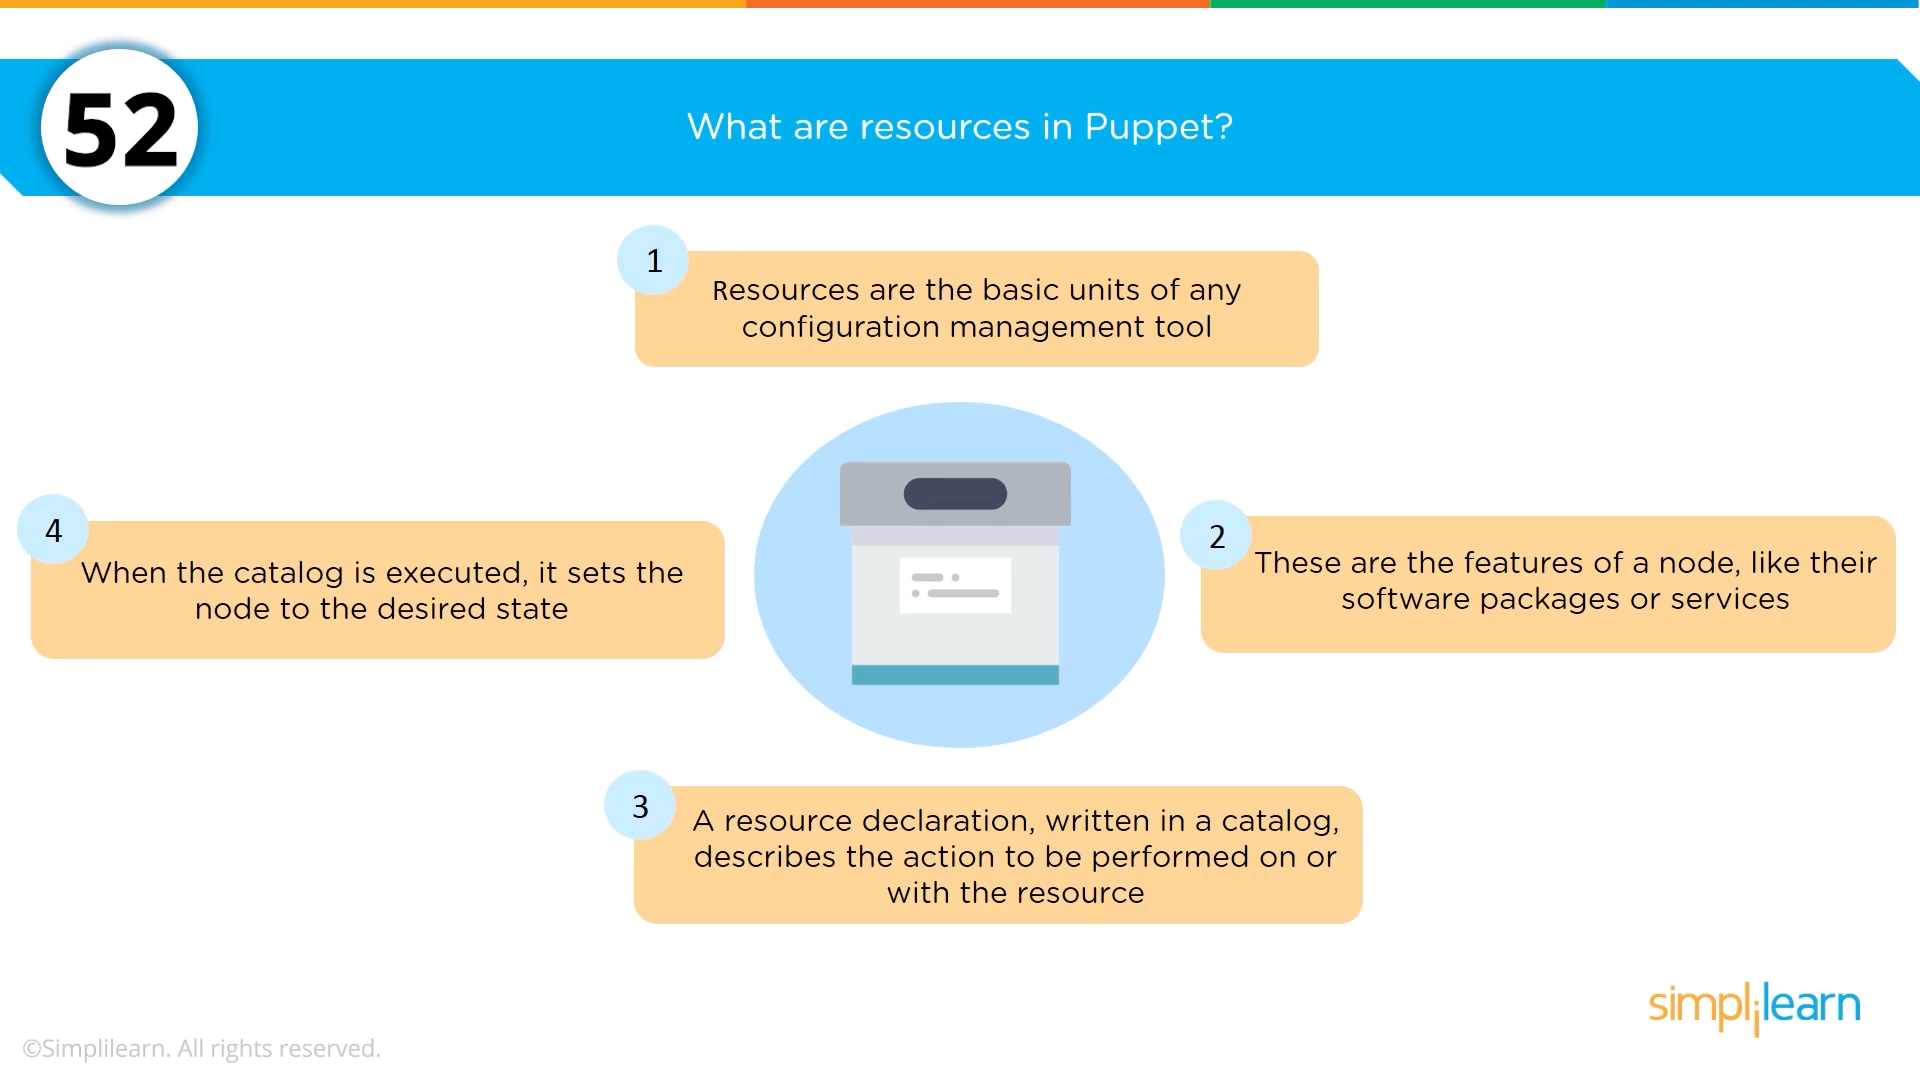 52
What are resources in Puppet?
1
Resources are the basic units of any
configuration management tool
2
These are the features of a node, like their
software packages or services
3
A resource declaration, written in a catalog,
describes the action to be performed on or
with the resource
4
When the catalog is executed, it sets the
node to the desired state
simplilearn
©Simplilearn. All rights reserved.